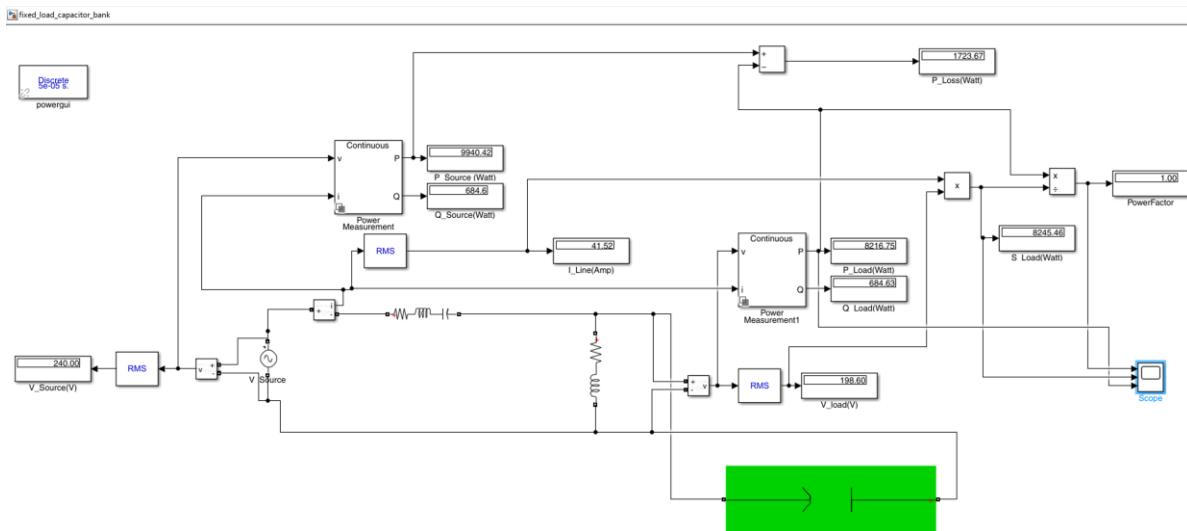 fixed_load_capacitor_bank
Discrete
5e-05 s.
powergui
+
−
1723.67
P_Loss(Watt)
Continuous
v
P
i
Q
Power
Measurement
9940.42
P_Source (Watt)
684.6
Q_Source(Watt)
x
x
÷
1.00
PowerFactor
RMS
41.52
I_Line(Amp)
8245.46
S_Load(Watt)
Continuous
v
P
i
Q
Power
Measurement1
8216.75
P_Load(Watt)
684.63
Q_Load(Watt)
+
i
-
240.00
V_Source(V)
RMS
v
+
-
V_Source
+
-
v
RMS
198.60
V_load(V)
Scope